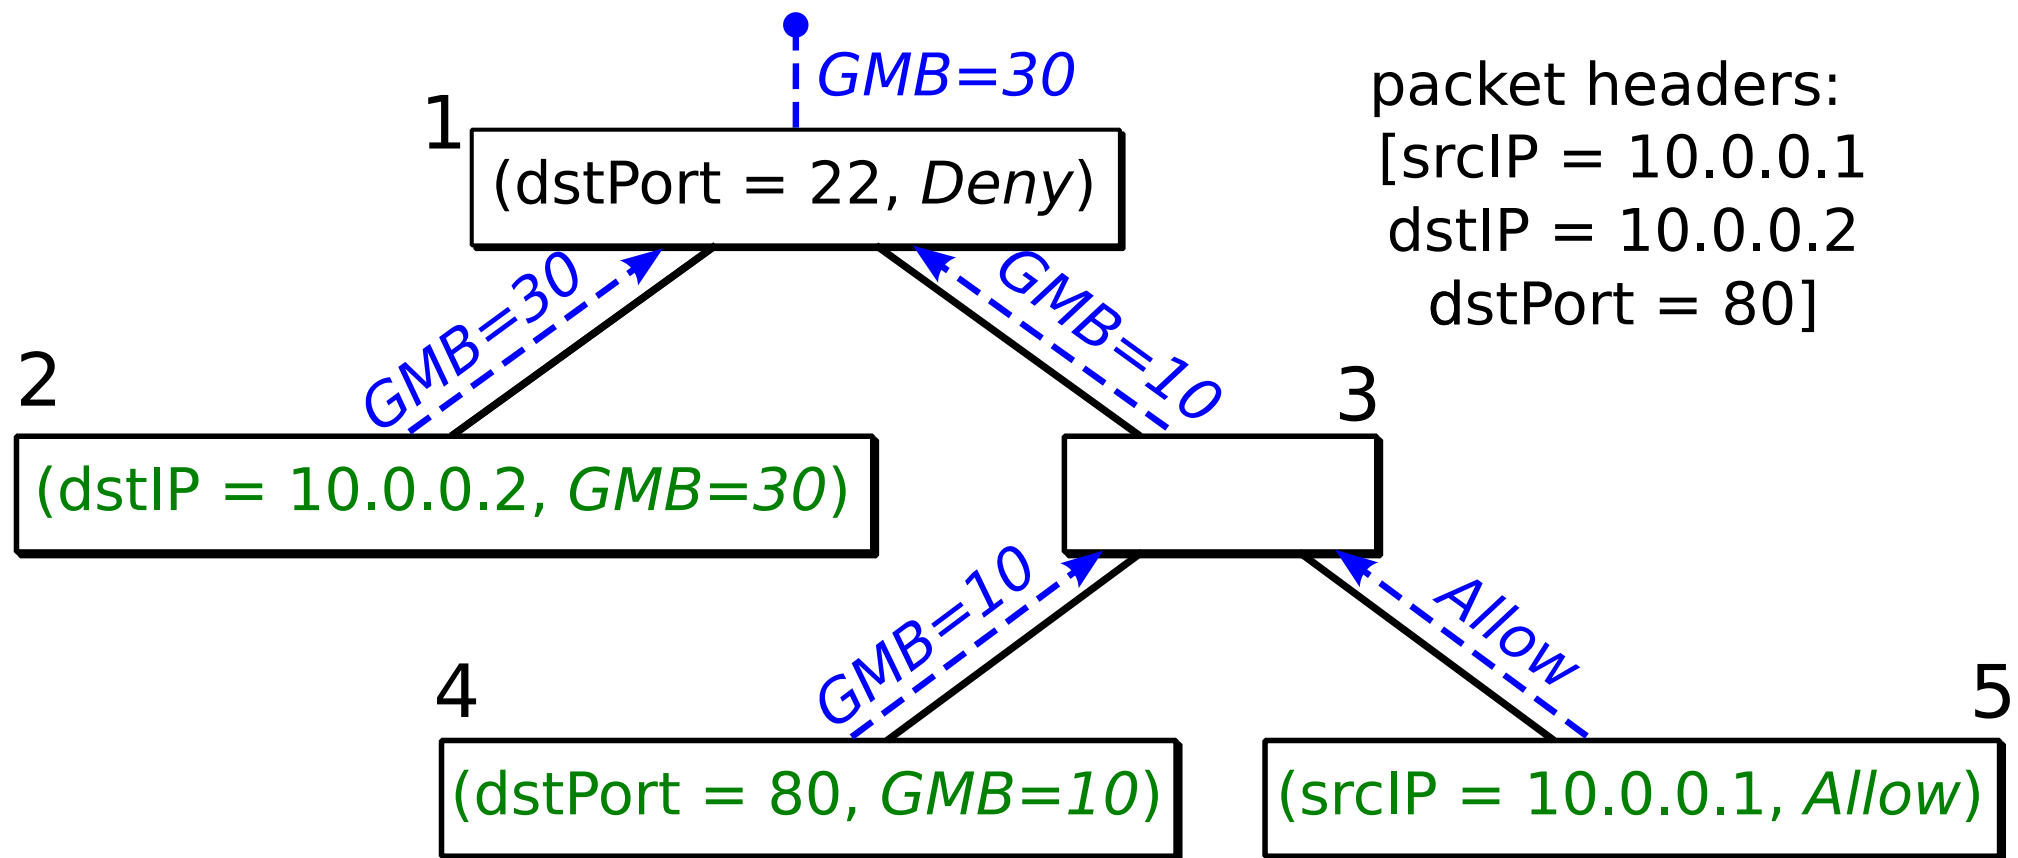 GMB=30
packet headers:
[srcIP = 10.0.0.1
dstIP = 10.0.0.2
dstPort = 80]
1
(dstPort = 22, Deny)
GMB=30
GMB=10
2
3
(dstIP = 10.0.0.2, GMB=30)
GMB=10
Allow
4
5
(dstPort = 80, GMB=10)
(srcIP = 10.0.0.1, Allow)